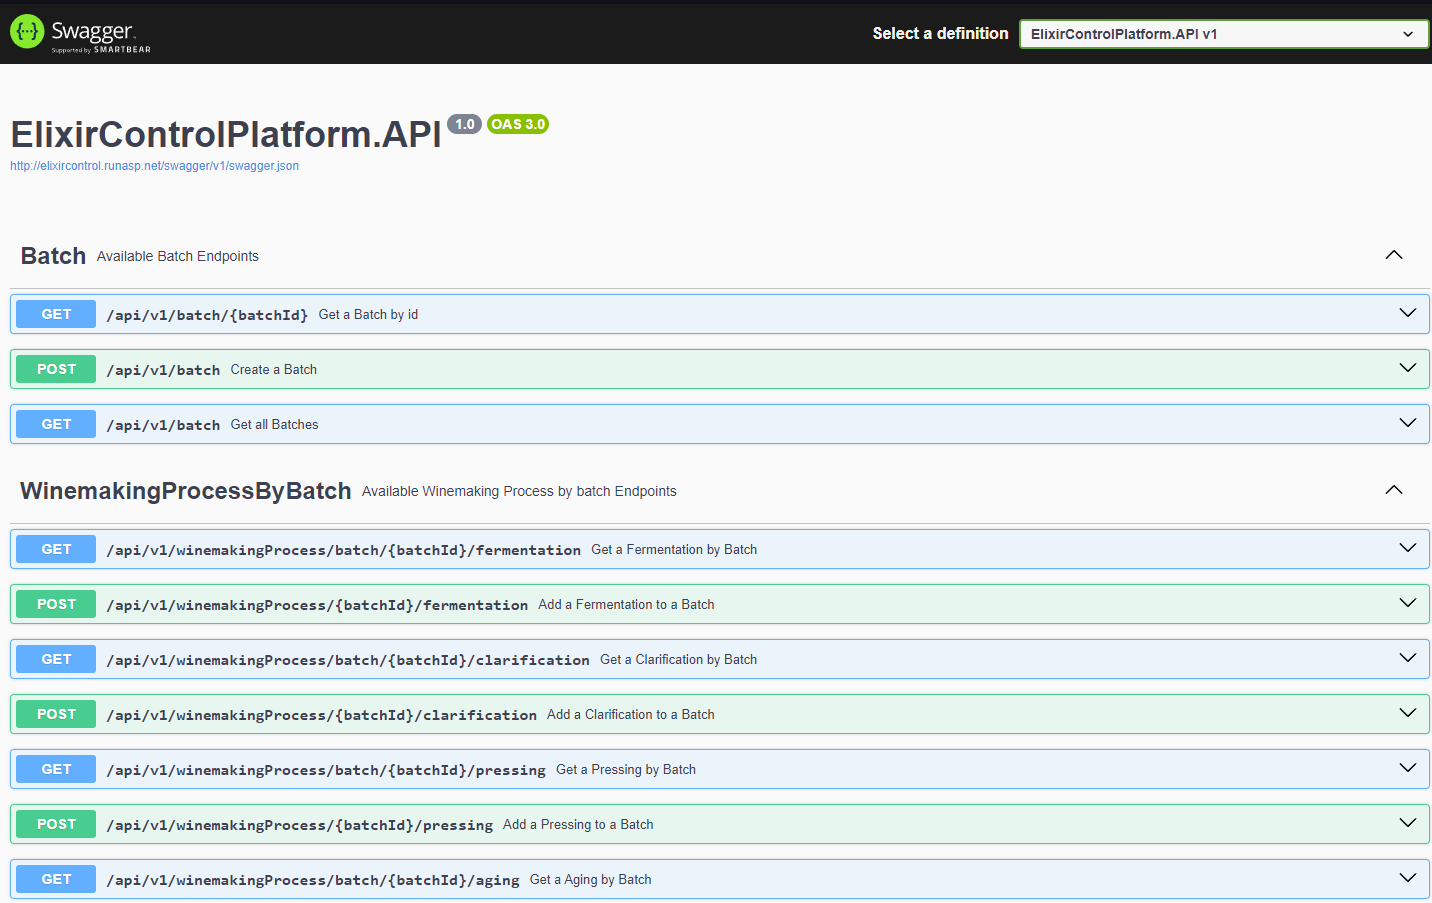 Swagger.
Supported by SMARTBEAR
Select a definition
ElixirControlPlatform.API v1
ElixirControlPlatform.API 1.0 OAS 3.0
http://elixircontrol.runasp.net/swagger/v1/swagger.json
Batch Available Batch Endpoints
GET /api/v1/batch/{batchId} Get a Batch by id
POST /api/v1/batch Create a Batch
GET /api/v1/batch Get all Batches
WinemakingProcessByBatch Available Winemaking Process by batch Endpoints
GET /api/v1/winemakingProcess/batch/{batchId}/fermentation Get a Fermentation by Batch
POST /api/v1/winemakingProcess/{batchId}/fermentation Add a Fermentation to a Batch
GET /api/v1/winemakingProcess/batch/{batchId}/clarification Get a Clarification by Batch
POST /api/v1/winemakingProcess/{batchId}/clarification Add a Clarification to a Batch
GET /api/v1/winemakingProcess/batch/{batchId}/pressing Get a Pressing by Batch
POST /api/v1/winemakingProcess/{batchId}/pressing Add a Pressing to a Batch
GET /api/v1/winemakingProcess/batch/{batchId}/aging Get a Aging by Batch